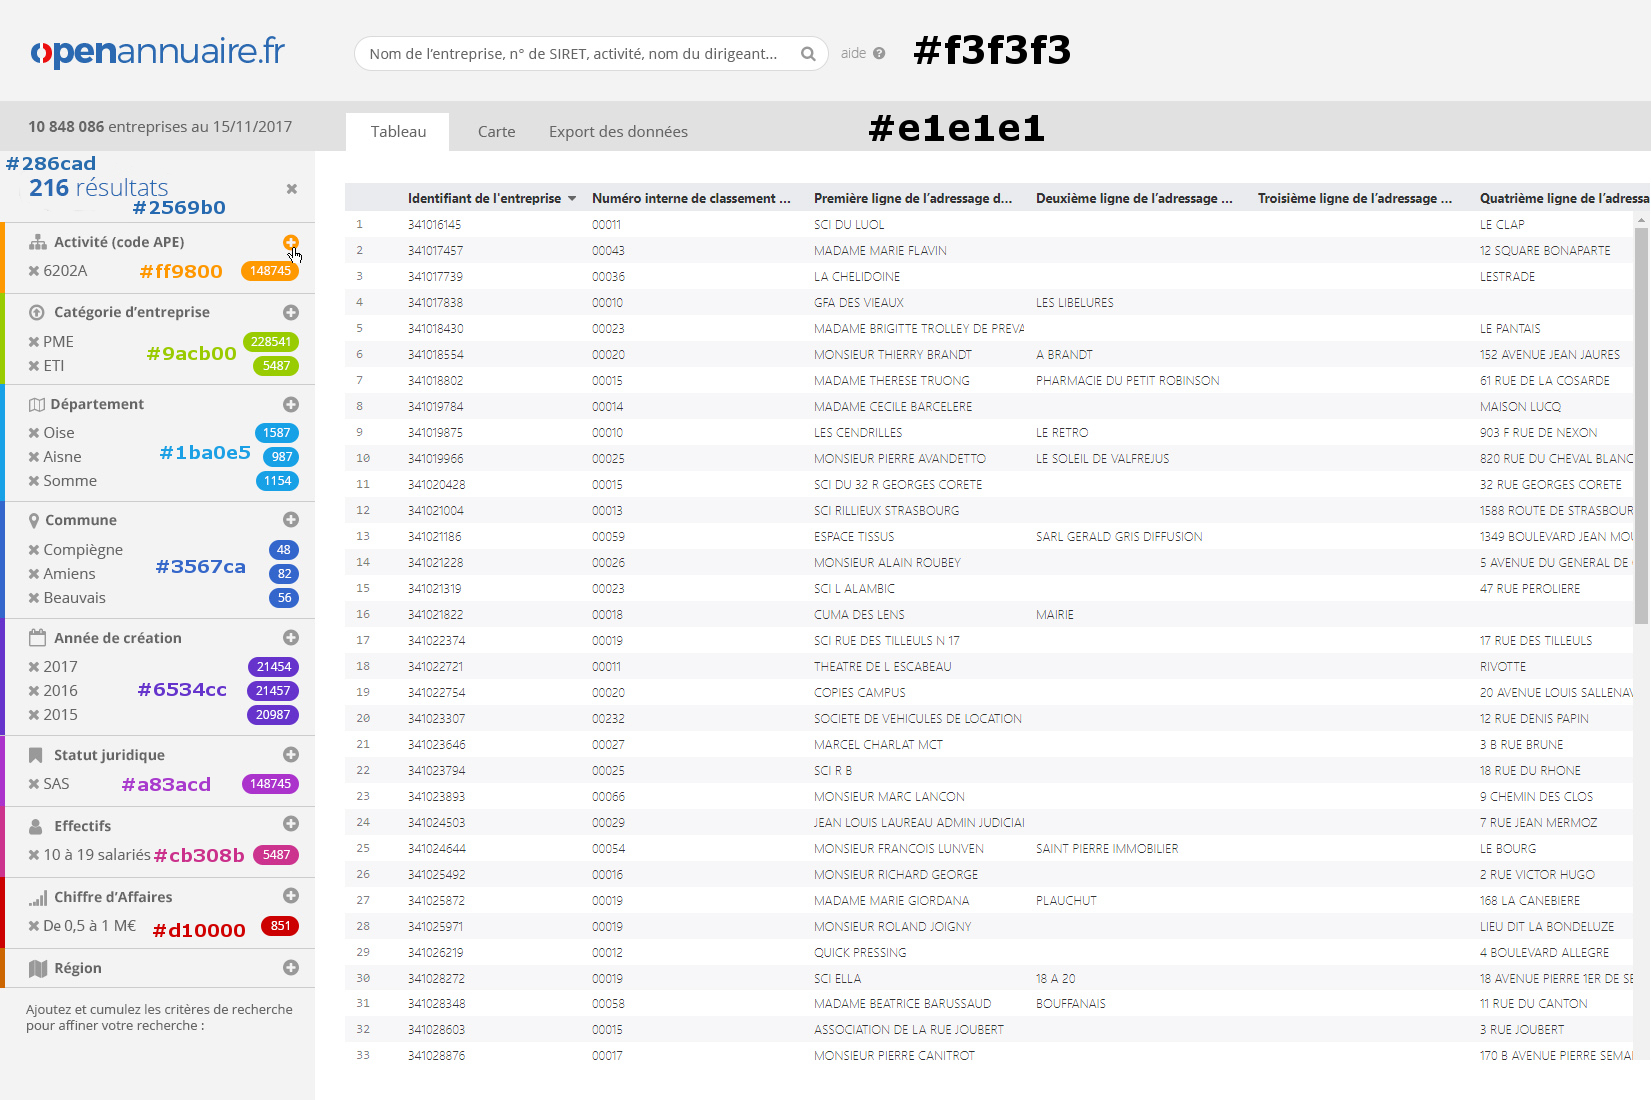 openannuaire.fr
Nom de l’entreprise, n° de SIRET, activité, nom du dirigeant...
aide ?
#f3f3f3
10 848 086 entreprises au 15/11/2017
Tableau
Carte
Export des données
#e1e1e1
#286cad
216 résultats
#2569b0
Activité (code APE)
6202A #ff9800 148745
Catégorie d’entreprise
PME 228541
#9acb00
ETI 5487
Département
Oise 1587
#1ba0e5
Aisne 987
Somme 1154
Commune
Compiègne 48
#3567ca
Amiens 82
Beauvais 56
Année de création
2017 21454
2016 #6534cc 21457
2015 20987
Statut juridique
SAS #a83acd 148745
Effectifs
10 à 19 salariés #cb308b 5487
Chiffre d’Affaires
De 0,5 à 1 M€ #d10000 851
Région
Ajoutez et cumulez les critères de recherche
pour affiner votre recherche :
Identifiant de l'entreprise Numéro interne de classement ... Première ligne de l’adressage d... Deuxième ligne de l’adressage ... Troisième ligne de l’adressage ... Quatrième ligne de l’adressa
1 341016145 00011 SCI DU LUOL LE CLAP
2 341017457 00043 MADAME MARIE FLAVIN 12 SQUARE BONAPARTE
3 341017739 00036 LA CHELIDOINE LESTRADE
4 341017838 00010 GFA DES VIEAUX LES LIBELURES
5 341018430 00023 MADAME BRIGITTE TROLLEY DE PREVA LE PANTAIS
6 341018554 00020 MONSIEUR THIERRY BRANDT A BRANDT 152 AVENUE JEAN JAURES
7 341018802 00015 MADAME THERESE TRUONG PHARMACIE DU PETIT ROBINSON 61 RUE DE LA COSARDE
8 341019784 00014 MADAME CECILE BARCELERE MAISON LUCQ
9 341019875 00010 LES CENDRILLES LE RETRO 903 F RUE DE NEXON
10 341019966 00025 MONSIEUR PIERRE AVANDETTO LE SOLEIL DE VALFREJUS 820 RUE DU CHEVAL BLANC
11 341020428 00015 SCI DU 32 R GEORGES CORETE 32 RUE GEORGES CORETE
12 341021004 00013 SCI RILLIEUX STRASBOURG 1588 ROUTE DE STRASBOUR
13 341021186 00059 ESPACE TISSUS SARL GERALD GRIS DIFFUSION 1349 BOULEVARD JEAN MOU
14 341021228 00026 MONSIEUR ALAIN ROUBEY 5 AVENUE DU GENERAL DE
15 341021319 00023 SCI L ALAMBIC 47 RUE PEROLIERE
16 341021822 00018 CUMA DES LENS MAIRIE
17 341022374 00019 SCI RUE DES TILLEULS N 17 17 RUE DES TILLEULS
18 341022721 00011 THEATRE DE L ESCABEAU RIVOTTE
19 341022754 00020 COPIES CAMPUS 20 AVENUE LOUIS SALLENAV
20 341023307 00232 SOCIETE DE VEHICULES DE LOCATION 12 RUE DENIS PAPIN
21 341023646 00027 MARCEL CHARLAT MCT 3 B RUE BRUNE
22 341023794 00025 SCI R B 18 RUE DU RHONE
23 341023893 00066 MONSIEUR MARC LANCON 9 CHEMIN DES CLOS
24 341024503 00029 JEAN LOUIS LAUREAU ADMIN JUDICIAI 7 RUE JEAN MERMOZ
25 341024644 00054 MONSIEUR FRANCOIS LUNVEN SAINT PIERRE IMMOBILIER LE BOURG
26 341025492 00016 MONSIEUR RICHARD GEORGE 2 RUE VICTOR HUGO
27 341025872 00019 MADAME MARIE GIORDANA PLAUCHUT 168 LA CANEBIERE
28 341025971 00019 MONSIEUR ROLAND JOIGNY LIEU DIT LA BONDELUZE
29 341026219 00012 QUICK PRESSING 4 BOULEVARD ALLEGRE
30 341028272 00019 SCI ELLA 18 A 20 18 AVENUE PIERRE 1ER DE SE
31 341028348 00058 MADAME BEATRICE BARUSSAUD BOUFFANAIS 11 RUE DU CANTON
32 341028603 00015 ASSOCIATION DE LA RUE JOUBERT 3 RUE JOUBERT
33 341028876 00017 MONSIEUR PIERRE CANITROT 170 B AVENUE PIERRE SEMA